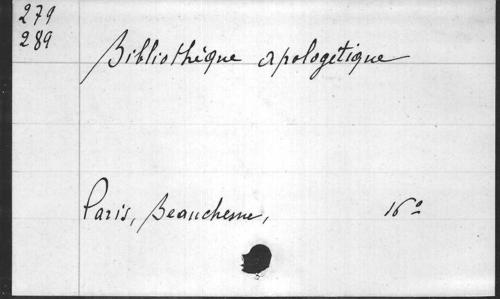 279
289
Bibliothèque apologétique
Paris, Beauchesne, 16°